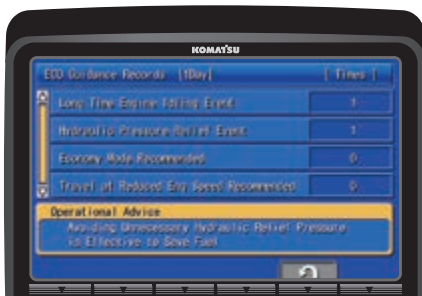 KOMATSU
ECO Guidance Records [1Day] [ Times ]
Long Time Engine Idling Event 1
Hydraulic Pressure Relief Event 1
Economy Mode Recommended 0
Travel at Reduced Eng Speed Recommended 0
Operational Advice
Avoiding Unnecessary Hydraulic Relief Pressure
is Effective to Save Fuel